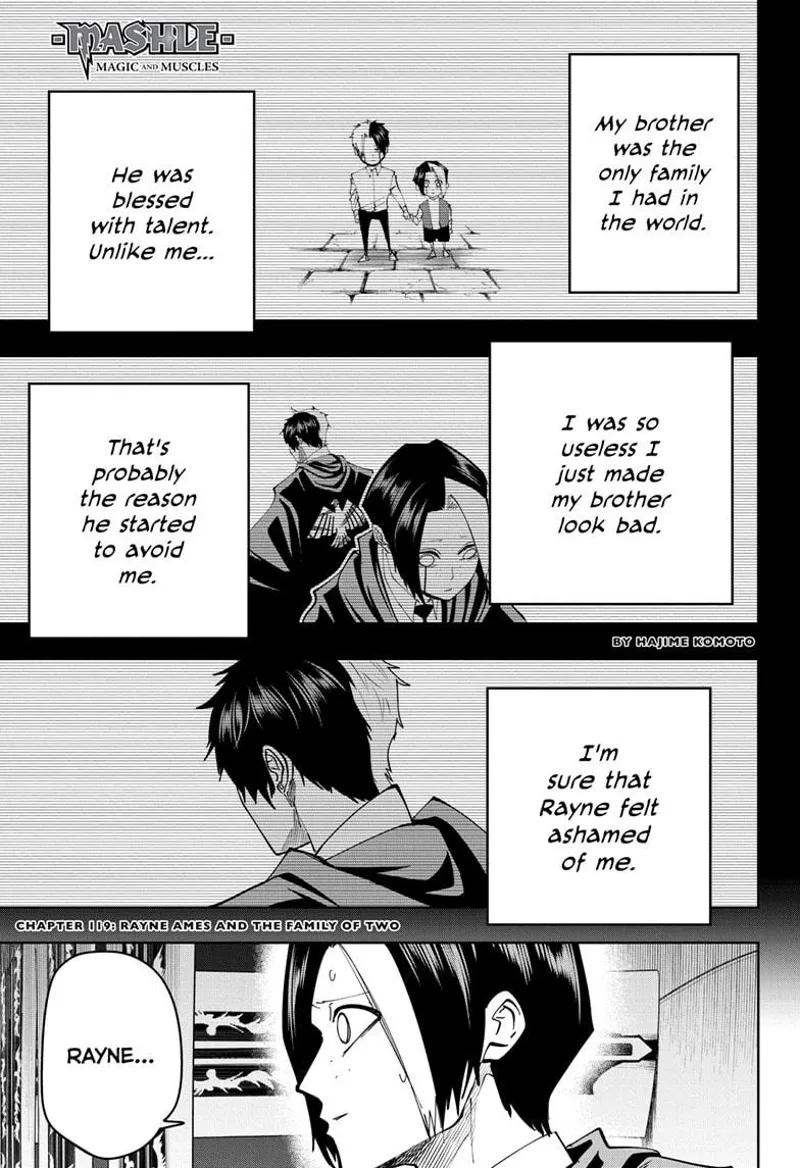 -MASHLE-
MAGIC AND MUSCLES
My brother
was the
only family
I had in
the world.
He was
blessed
with talent.
Unlike me...
I was so
useless I
just made
my brother
look bad.
That's
probably
the reason
he started
to avoid
me.
BY HAJIME KOMOTO
I'm
sure that
Rayne felt
ashamed
of me.
CHAPTER 119: RAYNE AMES AND THE FAMILY OF TWO
RAYNE...